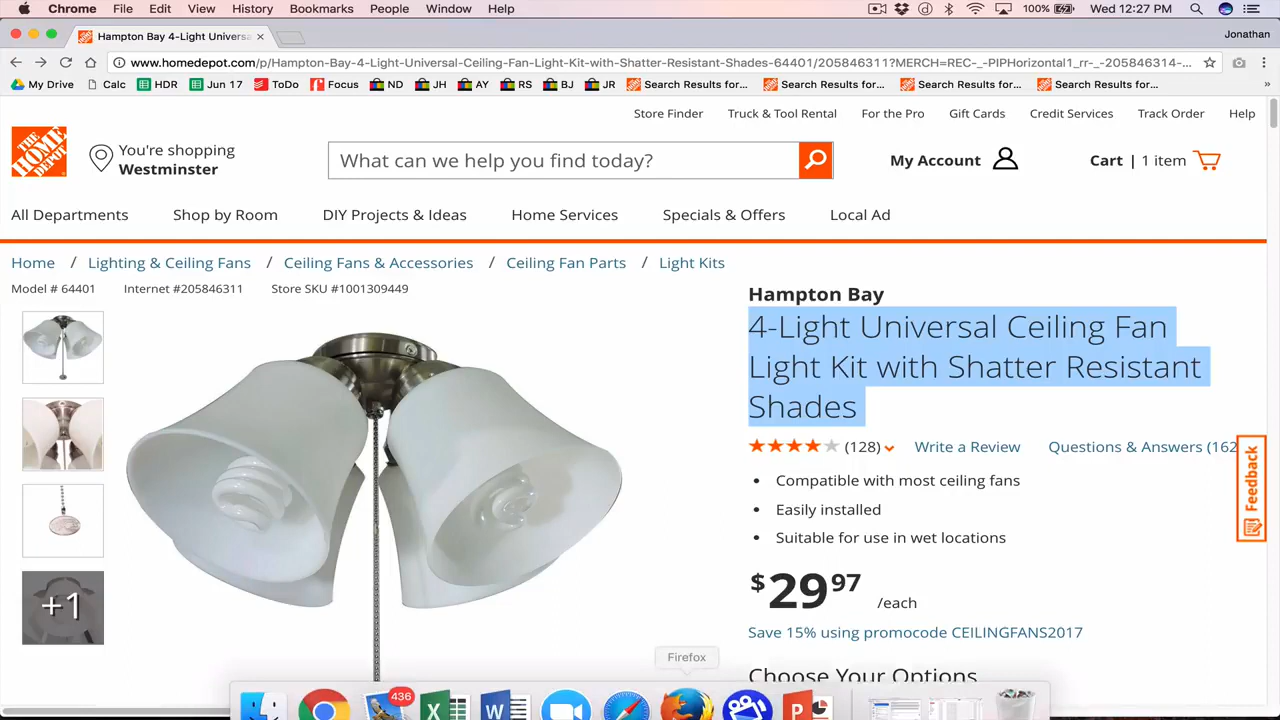 Chrome File Edit View History Bookmarks People Window Help 100% Wed 12:27 PM
Hampton Bay 4-Light Univers Jonathan
www.homedepot.com/p/Hampton-Bay-4-Light-Universal-Ceiling-Fan-Light-Kit-with-Shatter-Resistant-Shades-64401/205846311?MERCH=REC-_-PIPHorizontal1_rr-_-205846314-...
My Drive Calc HDR Jun 17 ToDo Focus ND JH AY RS BJ JR Search Results for... Search Results for... Search Results for... Search Results for... »
Store Finder Truck & Tool Rental For the Pro Gift Cards Credit Services Track Order Help
THE HOME DEPOT
You're shopping
Westminster
What can we help you find today?
My Account
Cart | 1 item
All Departments Shop by Room DIY Projects & Ideas Home Services Specials & Offers Local Ad
Home / Lighting & Ceiling Fans / Ceiling Fans & Accessories / Ceiling Fan Parts / Light Kits
Model # 64401 Internet #205846311 Store SKU #1001309449
+1
Hampton Bay
4-Light Universal Ceiling Fan
Light Kit with Shatter Resistant
Shades
(128) Write a Review Questions & Answers (162
• Compatible with most ceiling fans
• Easily installed
• Suitable for use in wet locations
$29 97 /each
Save 15% using promocode CEILINGFANS2017
Choose Your Options
Feedback
Firefox
436